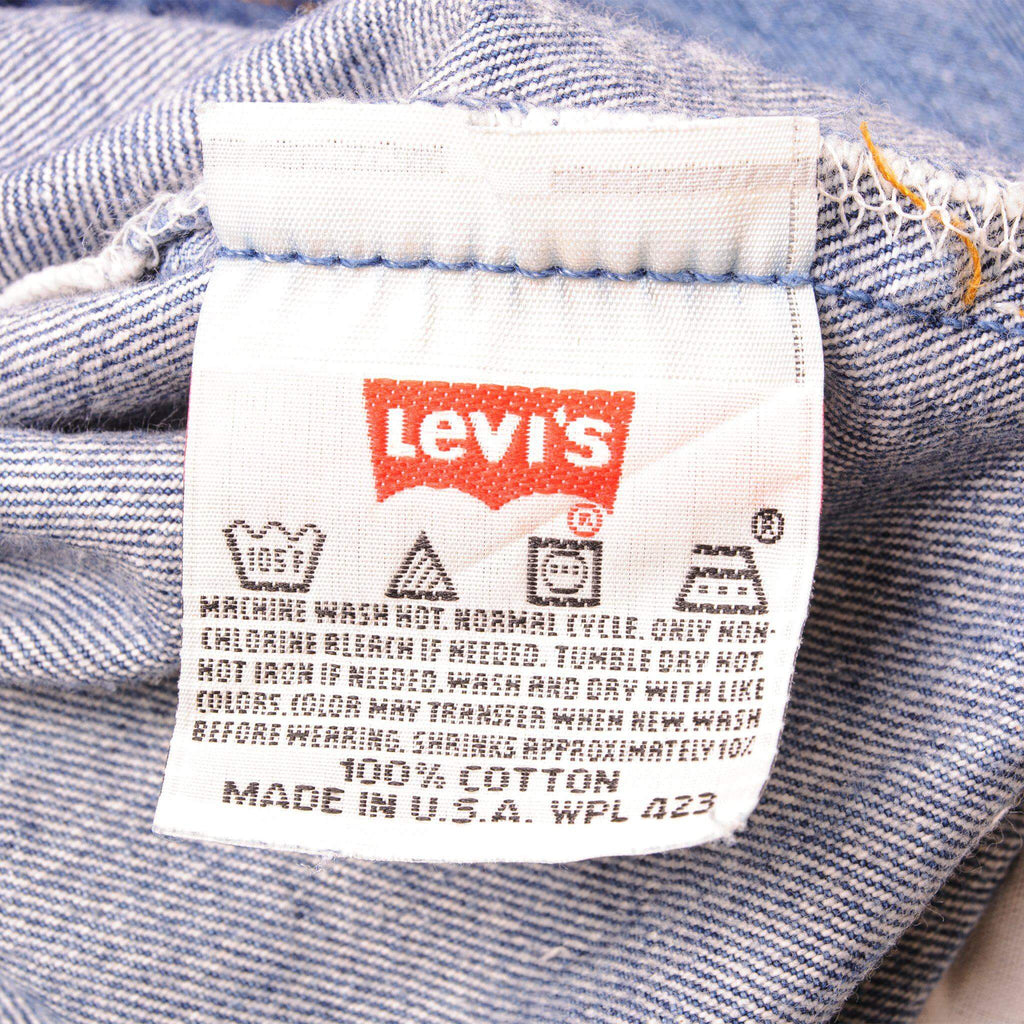 Levi's
®
®
105F
MACHINE WASH HOT. NORMAL CYCLE. ONLY NON-
CHLORINE BLEACH IF NEEDED. TUMBLE DRY HOT.
HOT IRON IF NEEDED. WASH AND DRY WITH LIKE
COLORS. COLOR MAY TRANSFER WHEN NEW. WASH
BEFORE WEARING. SHRINKS APPROXIMATELY 10%
100% COTTON
MADE IN U.S.A. WPL 423